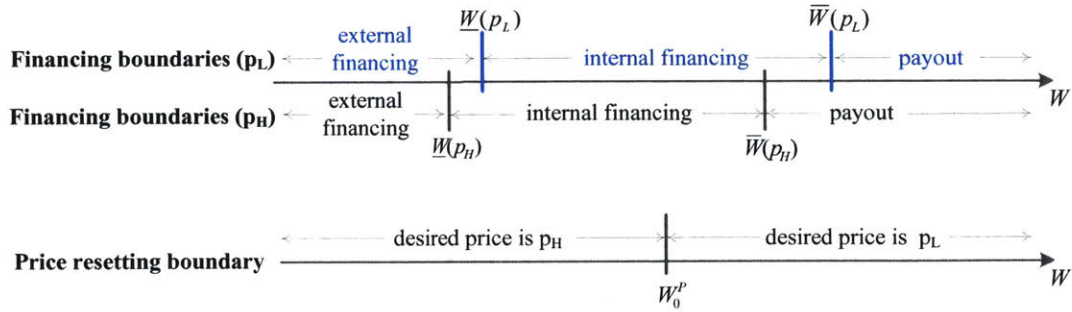 W(p_L) W̅(p_L)
external
financing internal financing payout
Financing boundaries (p_L)
W
Financing boundaries (p_H)
external
financing internal financing payout
W(p_H) W̅(p_H)
desired price is p_H desired price is p_L
Price resetting boundary
W
W_0^P